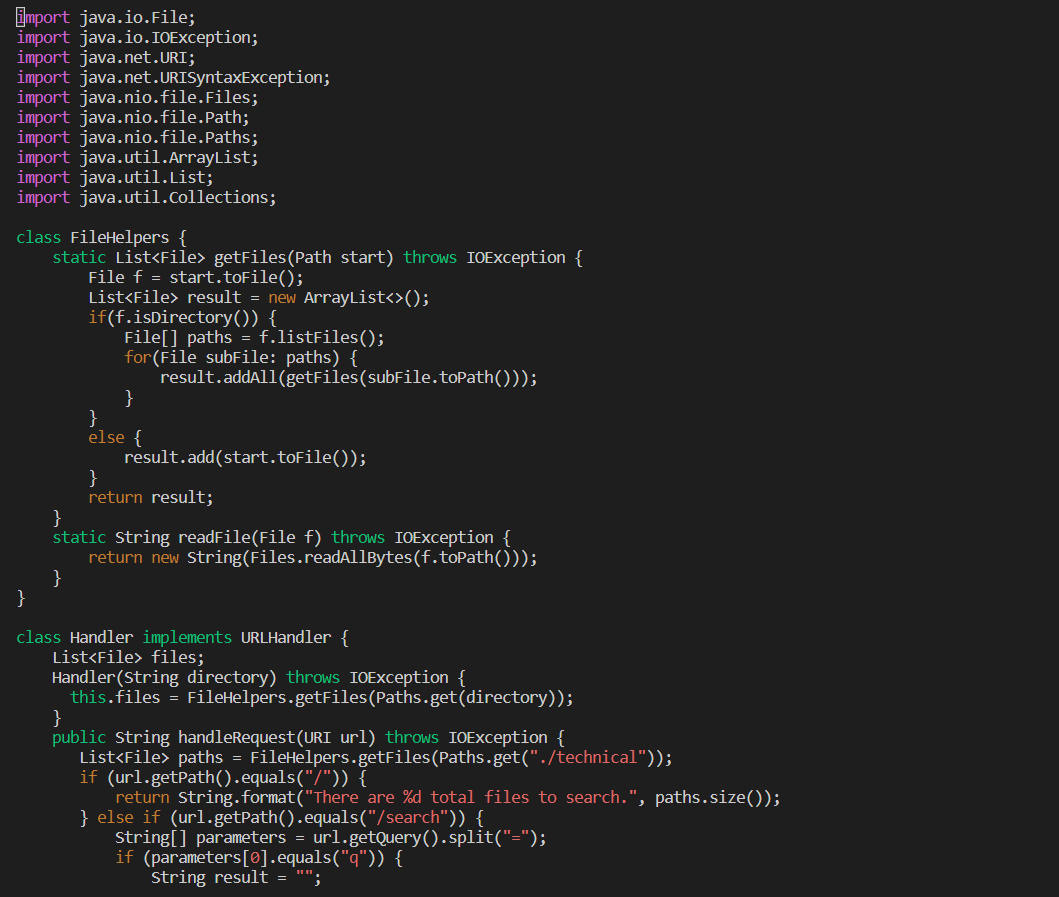 import java.io.File;
import java.io.IOException;
import java.net.URI;
import java.net.URISyntaxException;
import java.nio.file.Files;
import java.nio.file.Path;
import java.nio.file.Paths;
import java.util.ArrayList;
import java.util.List;
import java.util.Collections;

class FileHelpers {
    static List<File> getFiles(Path start) throws IOException {
        File f = start.toFile();
        List<File> result = new ArrayList<>();
        if(f.isDirectory()) {
            File[] paths = f.listFiles();
            for(File subFile: paths) {
                result.addAll(getFiles(subFile.toPath()));
            }
        }
        else {
            result.add(start.toFile());
        }
        return result;
    }
    static String readFile(File f) throws IOException {
        return new String(Files.readAllBytes(f.toPath()));
    }
}

class Handler implements URLHandler {
    List<File> files;
    Handler(String directory) throws IOException {
      this.files = FileHelpers.getFiles(Paths.get(directory));
    }
    public String handleRequest(URI url) throws IOException {
       List<File> paths = FileHelpers.getFiles(Paths.get("./technical"));
       if (url.getPath().equals("/")) {
           return String.format("There are %d total files to search.", paths.size());
       } else if (url.getPath().equals("/search")) {
           String[] parameters = url.getQuery().split("=");
           if (parameters[0].equals("q")) {
               String result = "";